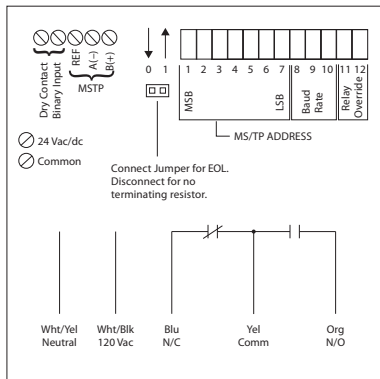 Dry Contact
Binary Input
REF
A(−)
B(+)
MSTP
0 1
1 2 3 4 5 6 7 8 9 10 11 12
MSB
LSB
Baud
Rate
Relay
Override
MS/TP ADDRESS
24 Vac/dc
Common
Connect Jumper for EOL.
Disconnect for no
terminating resistor.
Wht/Yel
Neutral
Wht/Blk
120 Vac
Blu
N/C
Yel
Comm
Org
N/O